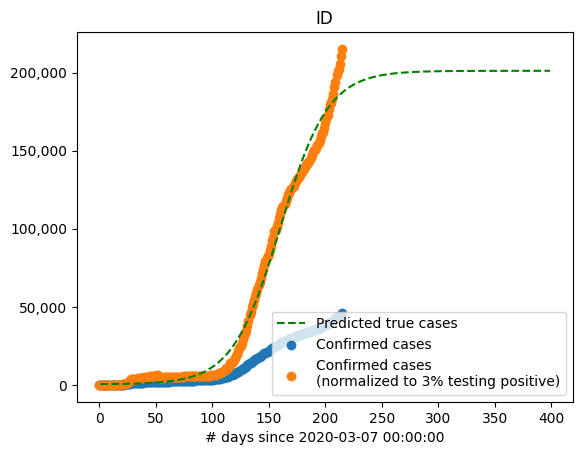 ID
200,000
150,000
100,000
50,000
0
Predicted true cases
Confirmed cases
Confirmed cases
(normalized to 3% testing positive)
0 50 100 150 200 250 300 350 400
# days since 2020-03-07 00:00:00